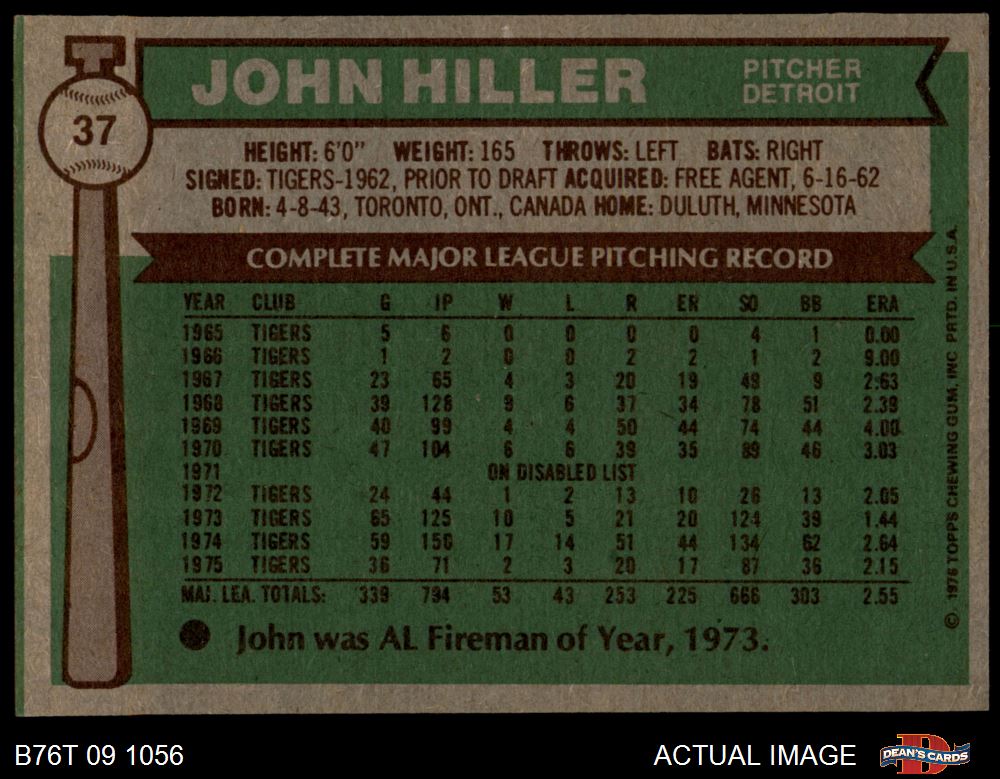 37
JOHN HILLER
PITCHER
DETROIT
HEIGHT: 6'0" WEIGHT: 165 THROWS: LEFT BATS: RIGHT
SIGNED: TIGERS-1962, PRIOR TO DRAFT ACQUIRED: FREE AGENT, 6-16-62
BORN: 4-8-43, TORONTO, ONT., CANADA HOME: DULUTH, MINNESOTA
COMPLETE MAJOR LEAGUE PITCHING RECORD
YEAR CLUB G IP W L R ER SO BB ERA
1965 TIGERS 5 6 0 0 0 0 4 1 0.00
1966 TIGERS 1 2 0 0 2 2 1 2 9.00
1967 TIGERS 23 65 4 3 20 19 49 9 2.63
1968 TIGERS 39 128 9 6 37 34 78 51 2.39
1969 TIGERS 40 99 4 4 50 44 74 44 4.00
1970 TIGERS 47 104 6 6 39 35 89 46 3.03
1971 ON DISABLED LIST
1972 TIGERS 24 44 1 2 13 10 26 13 2.05
1973 TIGERS 65 125 10 5 21 20 124 39 1.44
1974 TIGERS 59 150 17 14 51 44 134 62 2.64
1975 TIGERS 36 71 2 3 20 17 87 36 2.15
MAJ. LEA. TOTALS: 339 794 53 43 253 225 666 303 2.55
John was AL Fireman of Year, 1973.
© 1976 TOPPS CHEWING GUM, INC PRTD. IN U.S.A.
B76T 09 1056
ACTUAL IMAGE
DEAN'S CARDS